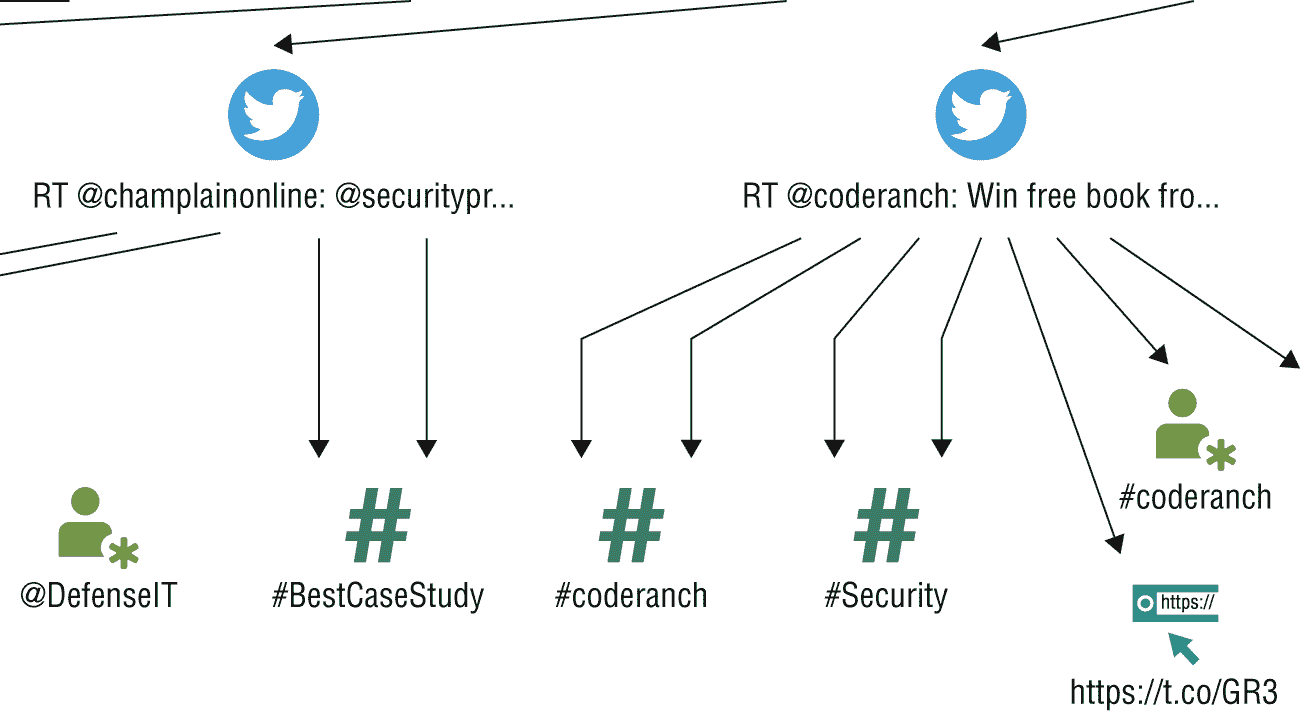 RT @champlainonline: @securitypr...
RT @coderanch: Win free book fro...
#coderanch
@DefenseIT
#BestCaseStudy
#coderanch
#Security
https://
https://t.co/GR3